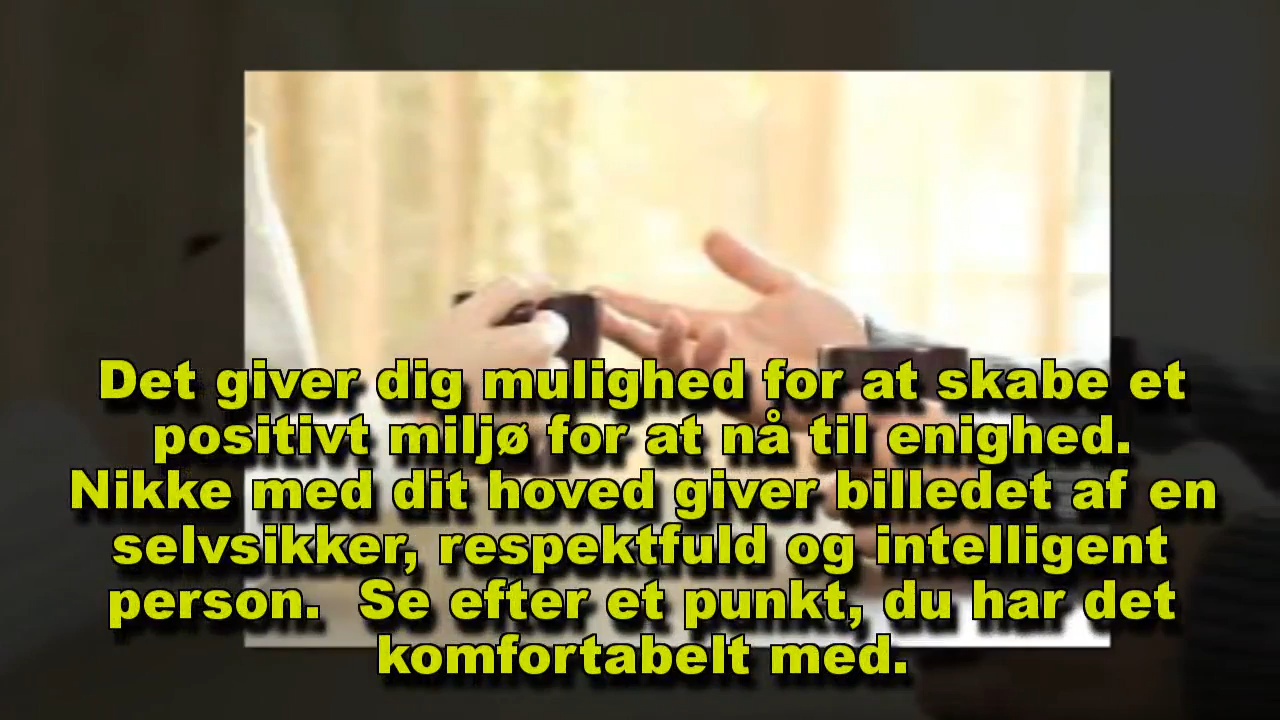 Det giver dig mulighed for at skabe et
positivt miljø for at nå til enighed.
Nikke med dit hoved giver billedet af en
selvsikker, respektfuld og intelligent
person.  Se efter et punkt, du har det
komfortabelt med.